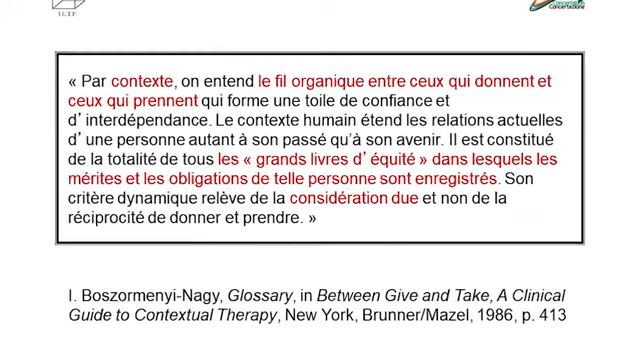 I.L.T.F.
Concertation
Concertazione
« Par contexte, on entend le fil organique entre ceux qui donnent et
ceux qui prennent qui forme une toile de confiance et
d’ interdépendance. Le contexte humain étend les relations actuelles
d’ une personne autant à son passé qu’à son avenir. Il est constitué
de la totalité de tous les « grands livres d’ équité » dans lesquels les
mérites et les obligations de telle personne sont enregistrés. Son
critère dynamique relève de la considération due et non de la
réciprocité de donner et prendre. »
I. Boszormenyi-Nagy, Glossary, in Between Give and Take, A Clinical
Guide to Contextual Therapy, New York, Brunner/Mazel, 1986, p. 413